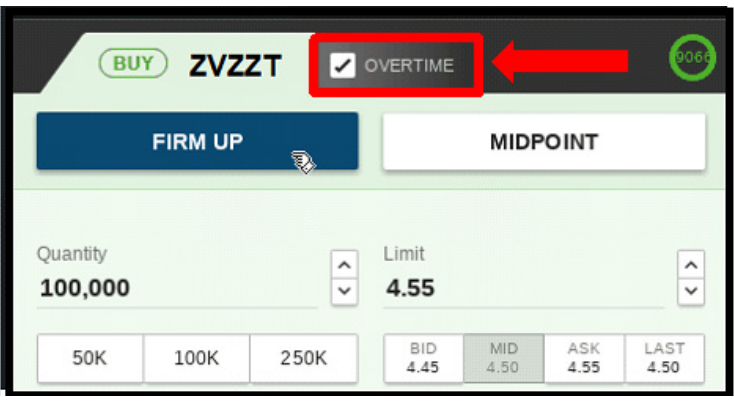 BUY ZVZZT OVERTIME 9066
FIRM UP MIDPOINT
Quantity Limit
100,000 4.55
50K 100K 250K BID MID ASK LAST
4.45 4.50 4.55 4.50